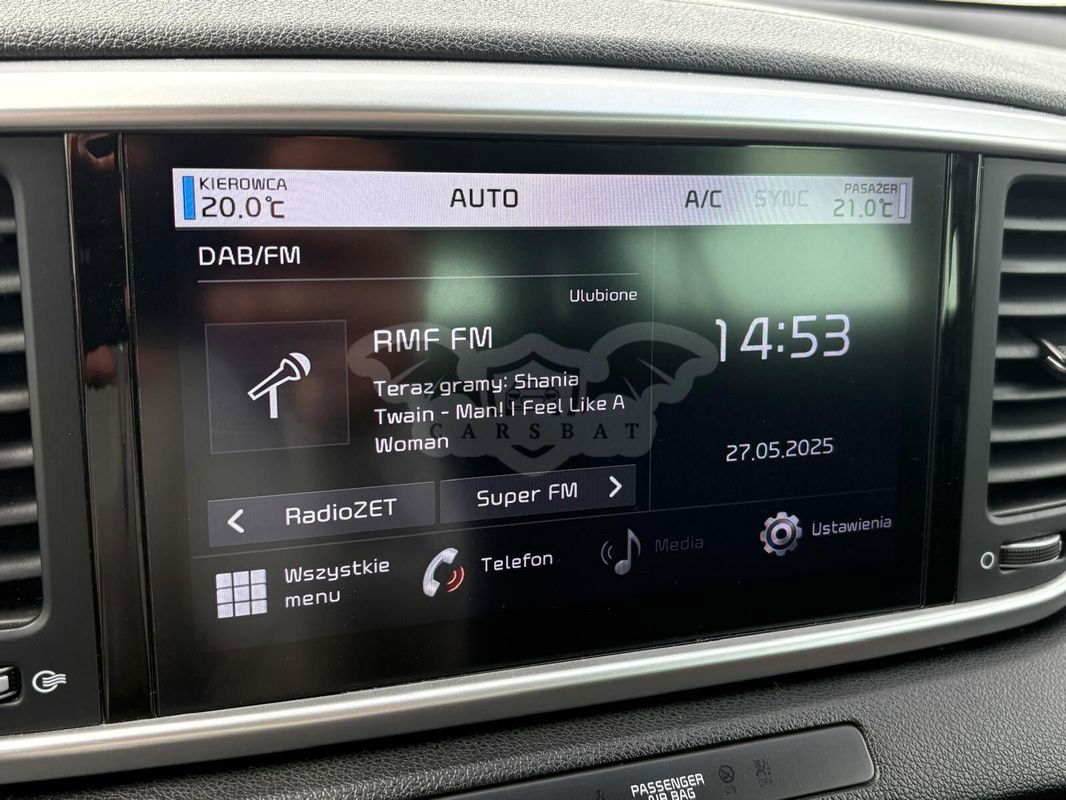 KIEROWCA
20.0°C
AUTO
A/C
SYNC
PASAŻER
21.0°C
DAB/FM
Ulubione
RMF FM
Teraz gramy: Shania
Twain - Man! I Feel Like A
Woman
14:53
27.05.2025
CARSBAT
RadioZET
Super FM
Wszystkie
menu
Telefon
Media
Ustawienia
PASSENGER
AIR BAG
ON
OFF